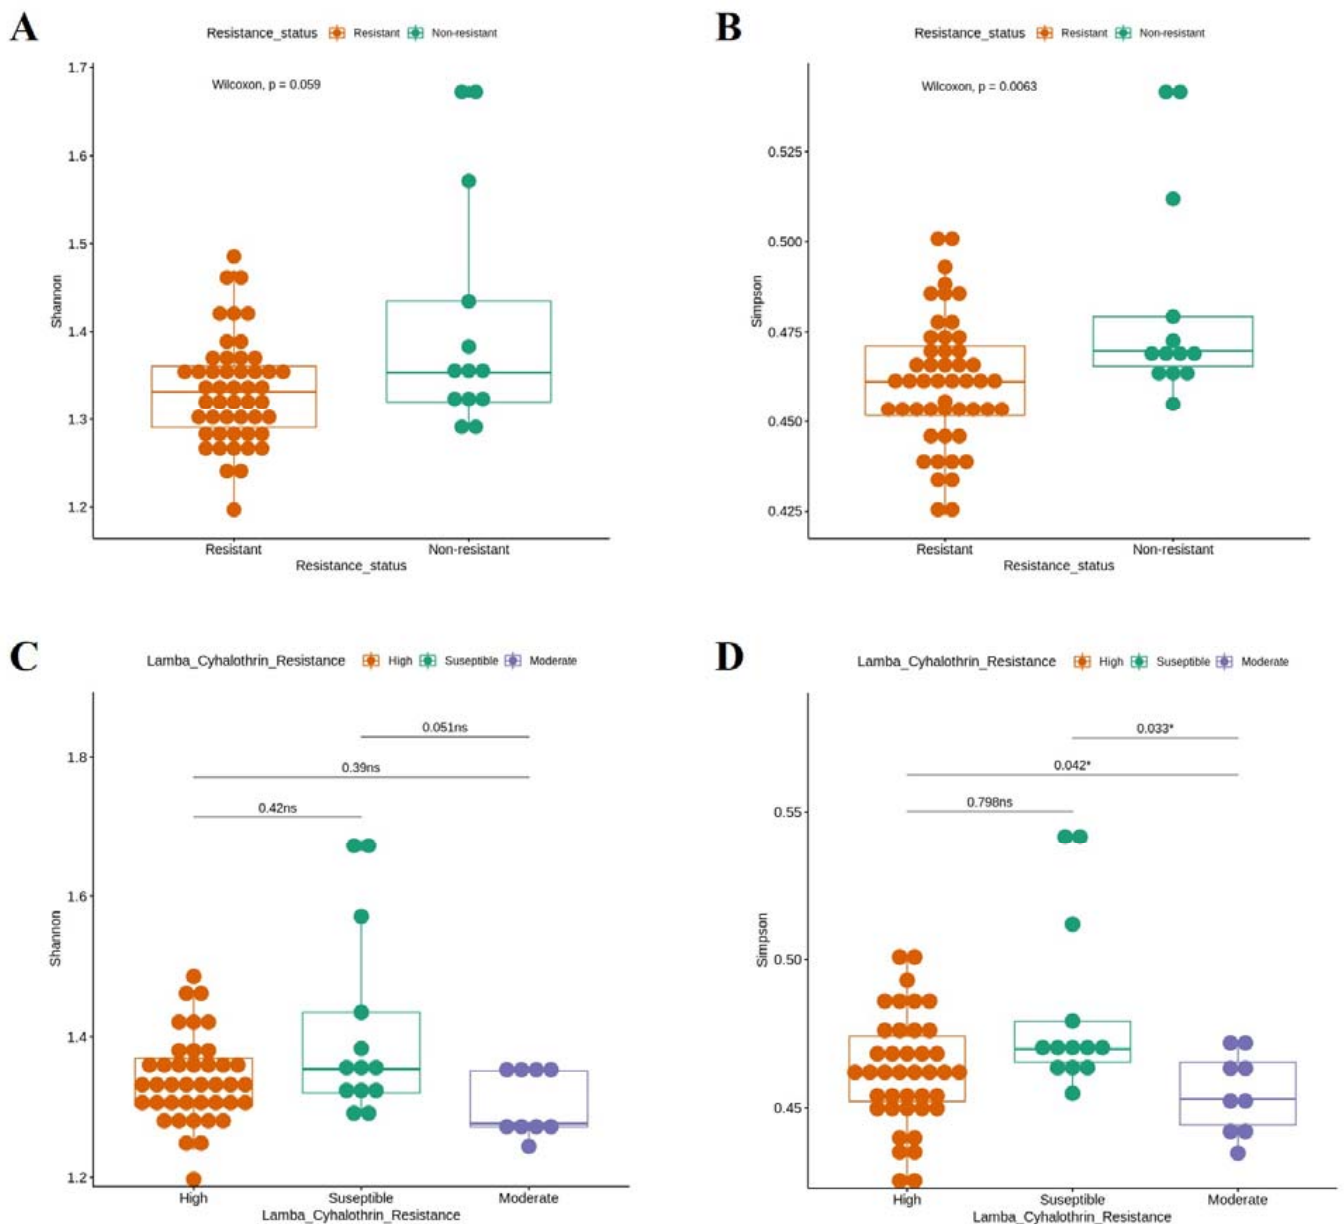 A
Resistance_status Resistant Non-resistant
Wilcoxon, p = 0.059
1.7
1.6
1.5
1.4
1.3
1.2
Shannon
Resistant Non-resistant
Resistance_status
B
Resistance_status Resistant Non-resistant
Wilcoxon, p = 0.0063
0.525
0.500
0.475
0.450
0.425
Simpson
Resistant Non-resistant
Resistance_status
C
Lamba_Cyhalothrin_Resistance High Suseptible Moderate
0.051ns
0.39ns
0.42ns
1.8
1.6
1.4
1.2
Shannon
High Suseptible Moderate
Lamba_Cyhalothrin_Resistance
D
Lamba_Cyhalothrin_Resistance High Suseptible Moderate
0.033*
0.042*
0.798ns
0.55
0.50
0.45
Simpson
High Suseptible Moderate
Lamba_Cyhalothrin_Resistance